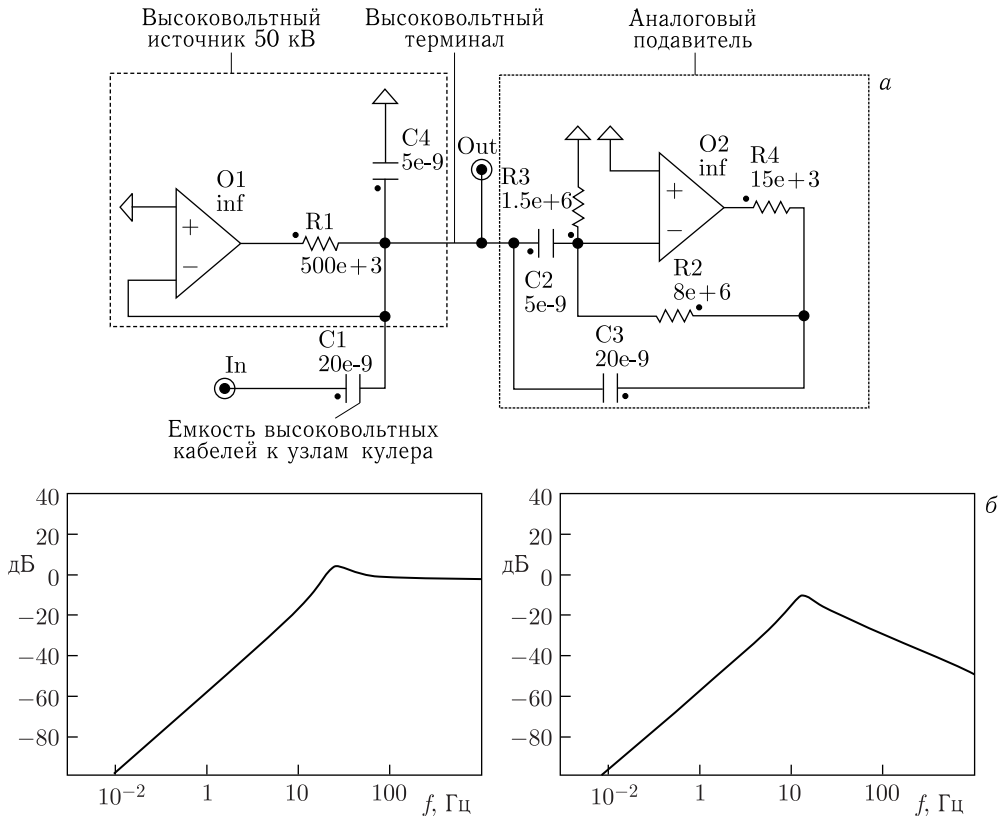 Высоковольтный
источник 50 кВ
Высоковольтный
терминал
Аналоговый
подавитель
а
C4
5e-9
Out
O1
inf
R1
500e+3
R3
1.5e+6
O2
inf
R4
15e+3
+
−
+
−
C2
5e-9
R2
8e+6
C1
20e-9
C3
20e-9
In
Емкость высоковольтных
кабелей к узлам кулера
б
40
20
дБ
0
−20
−40
−60
−80
10⁻² 1 10 100 f, Гц
40
20
дБ
0
−20
−40
−60
−80
10⁻² 1 10 100 f, Гц